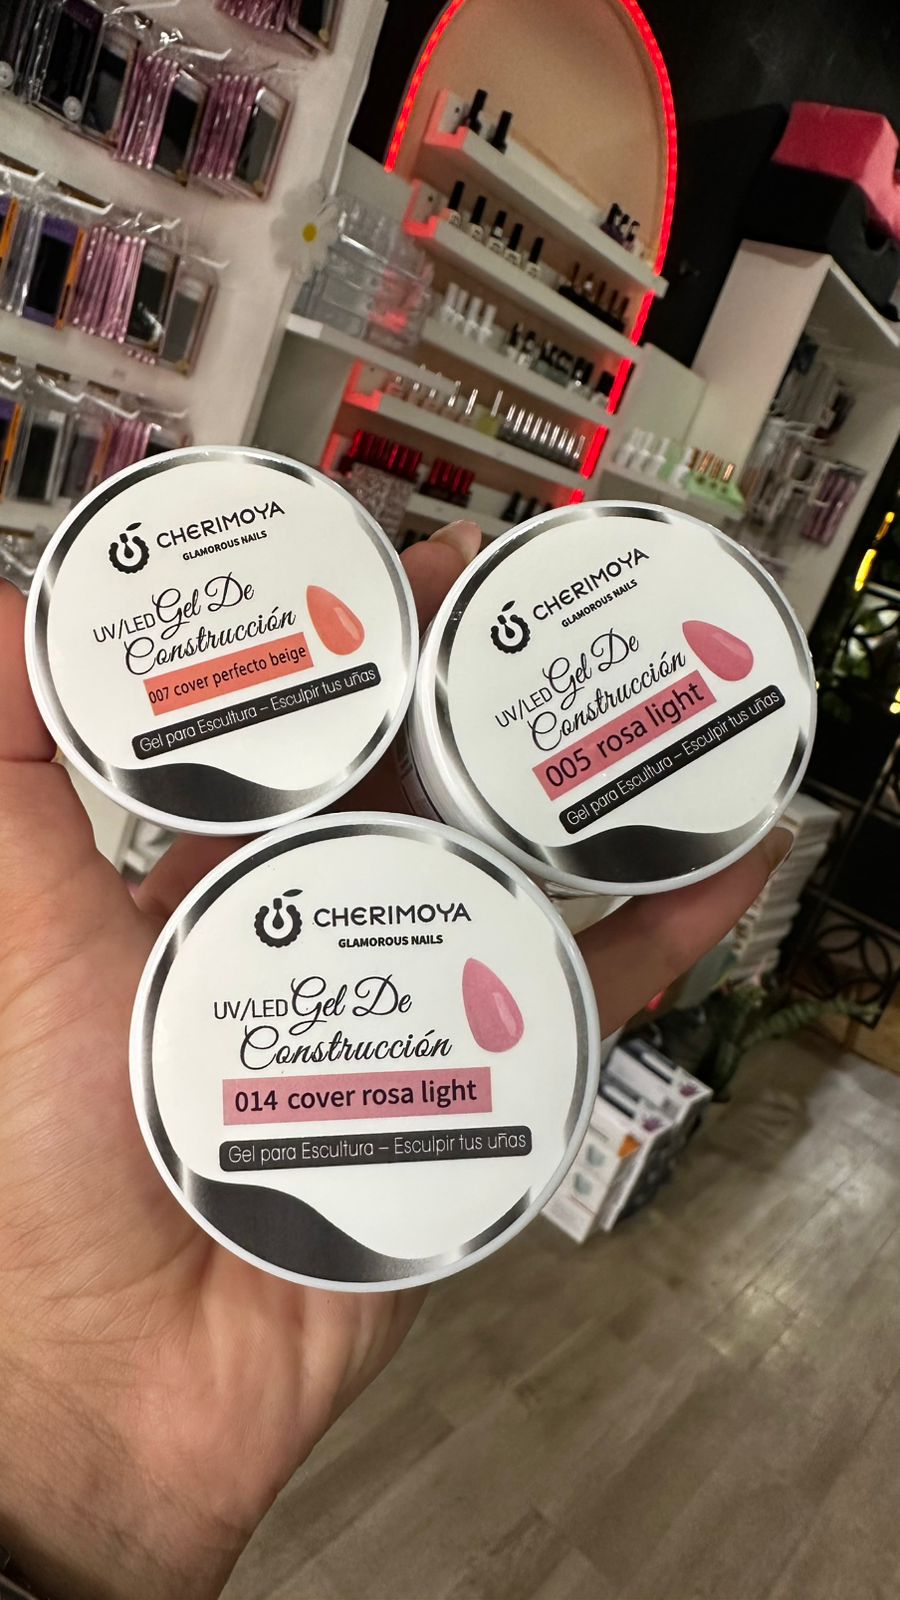 CHERIMOYA
GLAMOROUS NAILS
UV/LED Gel De
Construcción
007 cover perfecto beige
Gel para Escultura – Esculpir tus uñas
CHERIMOYA
GLAMOROUS NAILS
UV/LED Gel De
Construcción
005 rosa light
Gel para Escultura – Esculpir tus uñas
CHERIMOYA
GLAMOROUS NAILS
UV/LED Gel De
Construcción
014 cover rosa light
Gel para Escultura – Esculpir tus uñas